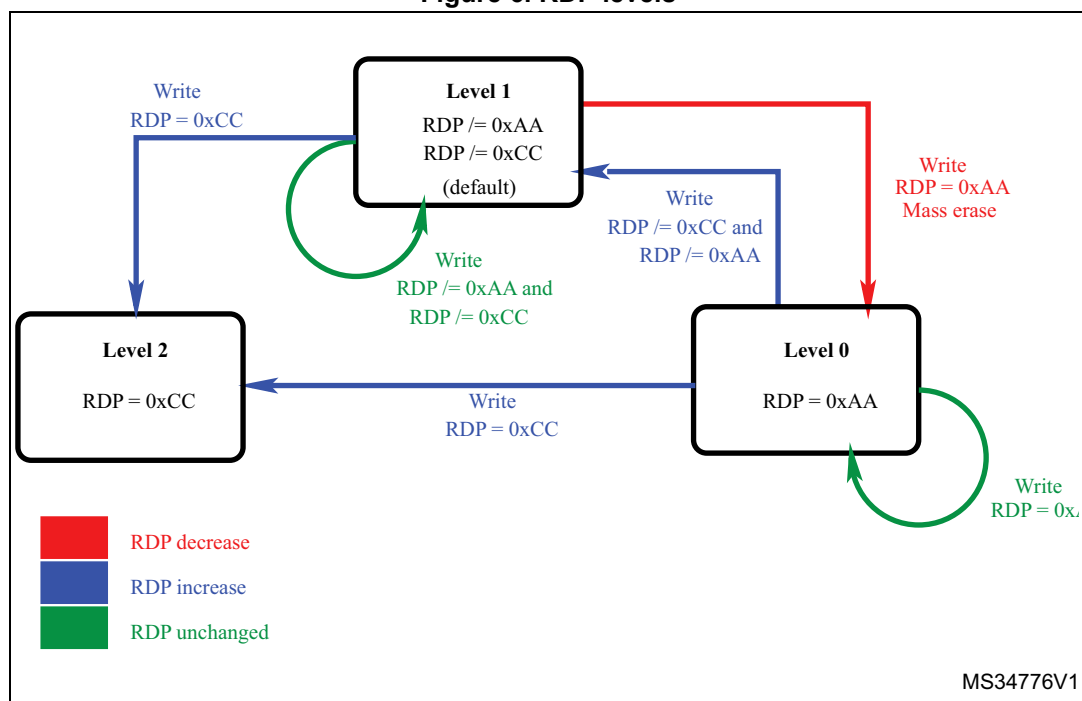 Level 1
RDP /= 0xAA
RDP /= 0xCC
(default)
Write
RDP = 0xCC
Write
RDP = 0xAA
Mass erase
Write
RDP /= 0xCC and
RDP /= 0xAA
Write
RDP /= 0xAA and
RDP /= 0xCC
Level 2
RDP = 0xCC
Level 0
RDP = 0xAA
Write
RDP = 0xCC
Write
RDP =
RDP decrease
RDP increase
RDP unchanged
MS34776V1